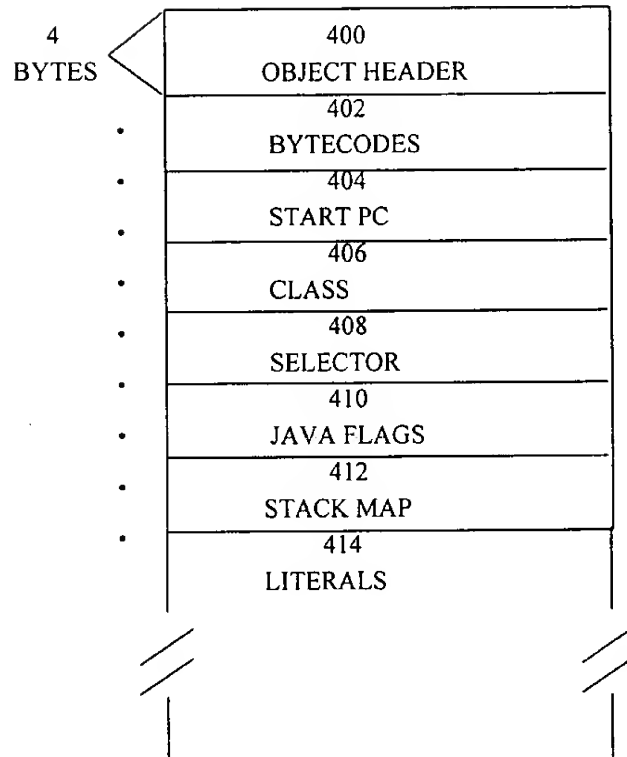 4
BYTES
400
OBJECT HEADER
402
BYTECODES
404
START PC
406
CLASS
408
SELECTOR
410
JAVA FLAGS
412
STACK MAP
414
LITERALS